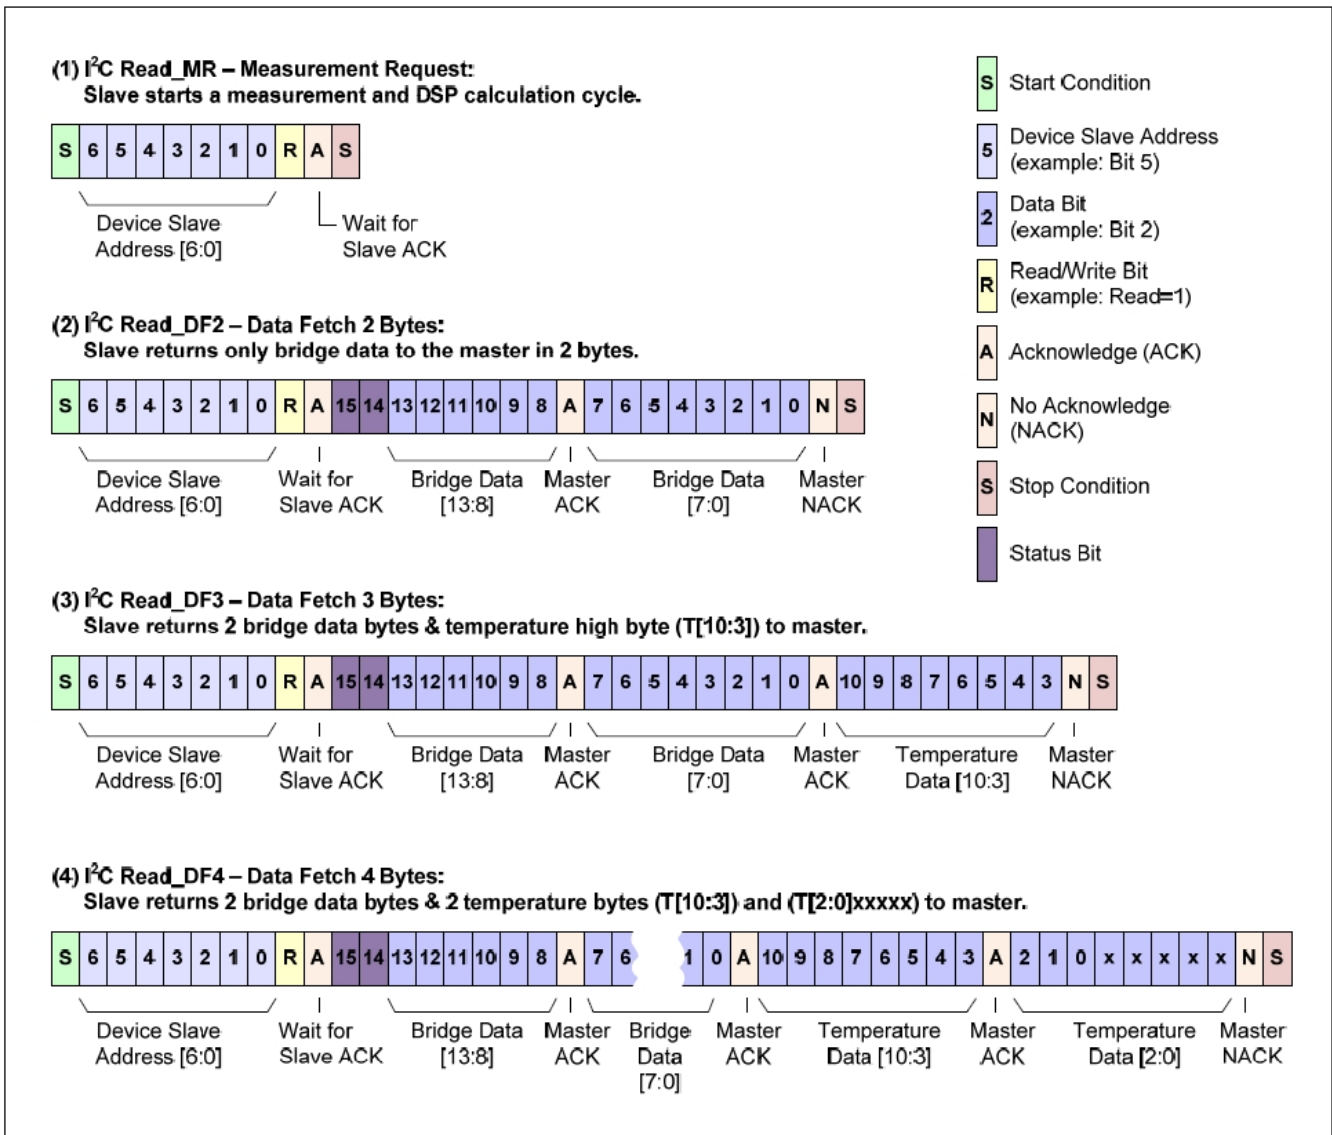 (1) I²C Read_MR – Measurement Request:
Slave starts a measurement and DSP calculation cycle.
S 6 5 4 3 2 1 0 R A S
Device Slave
Address [6:0]
Wait for
Slave ACK
S Start Condition
5 Device Slave Address
(example: Bit 5)
2 Data Bit
(example: Bit 2)
R Read/Write Bit
(example: Read=1)
A Acknowledge (ACK)
N No Acknowledge
(NACK)
S Stop Condition
Status Bit
(2) I²C Read_DF2 – Data Fetch 2 Bytes:
Slave returns only bridge data to the master in 2 bytes.
S 6 5 4 3 2 1 0 R A 15 14 13 12 11 10 9 8 A 7 6 5 4 3 2 1 0 N S
Device Slave
Address [6:0]
Wait for
Slave ACK
Bridge Data
[13:8]
Master
ACK
Bridge Data
[7:0]
Master
NACK
(3) I²C Read_DF3 – Data Fetch 3 Bytes:
Slave returns 2 bridge data bytes & temperature high byte (T[10:3]) to master.
S 6 5 4 3 2 1 0 R A 15 14 13 12 11 10 9 8 A 7 6 5 4 3 2 1 0 A 10 9 8 7 6 5 4 3 N S
Device Slave
Address [6:0]
Wait for
Slave ACK
Bridge Data
[13:8]
Master
ACK
Bridge Data
[7:0]
Master
ACK
Temperature
Data [10:3]
Master
NACK
(4) I²C Read_DF4 – Data Fetch 4 Bytes:
Slave returns 2 bridge data bytes & 2 temperature bytes (T[10:3]) and (T[2:0]xxxxx) to master.
S 6 5 4 3 2 1 0 R A 15 14 13 12 11 10 9 8 A 7 6 1 0 A 10 9 8 7 6 5 4 3 A 2 1 0 x x x x x N S
Device Slave
Address [6:0]
Wait for
Slave ACK
Bridge Data
[13:8]
Master
ACK
Bridge
Data
[7:0]
Master
ACK
Temperature
Data [10:3]
Master
ACK
Temperature
Data [2:0]
Master
NACK